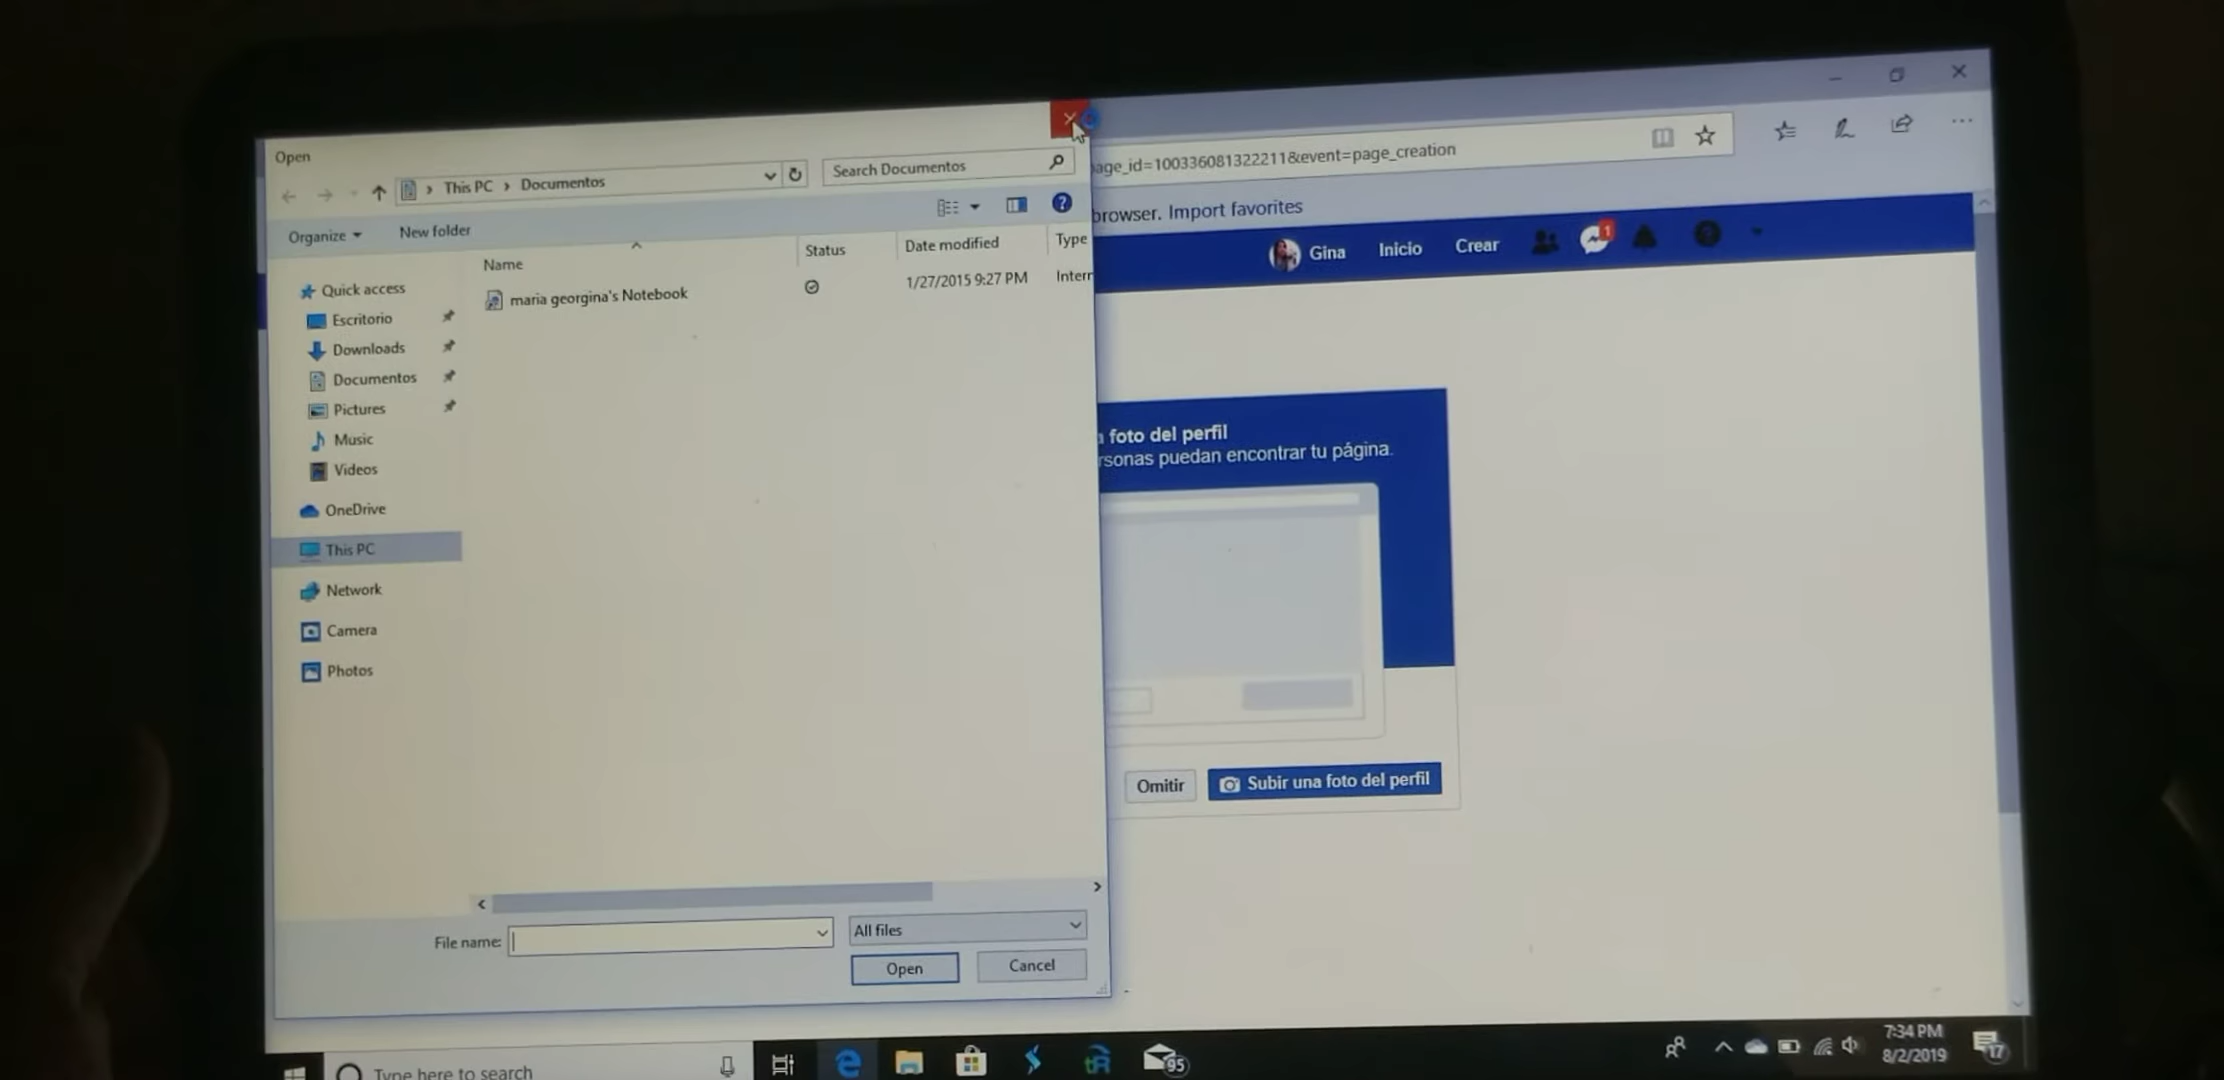 Open
This PC › Documentos
Search Documentos
Organize
New folder
Name
Status
Date modified
Type
maria georgina's Notebook
1/27/2015 9:27 PM
Quick access
Escritorio
Downloads
Documentos
Pictures
Music
Videos
OneDrive
This PC
Network
Camera
Photos
File name:
All files
Open
Cancel
page_id=100336081322211&event=page_creation
browser. Import favorites
Gina
Inicio
Crear
1
foto del perfil
rsonas puedan encontrar tu página.
Omitir
Subir una foto del perfil
Type here to search
95
7:34 PM
8/2/2019
17